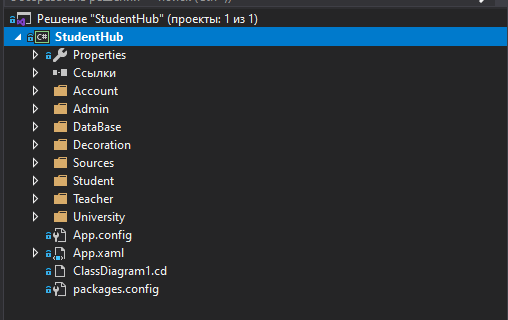 Решение "StudentHub" (проекты: 1 из 1)
C# StudentHub
Properties
Ссылки
Account
Admin
DataBase
Decoration
Sources
Student
Teacher
University
App.config
App.xaml
ClassDiagram1.cd
packages.config